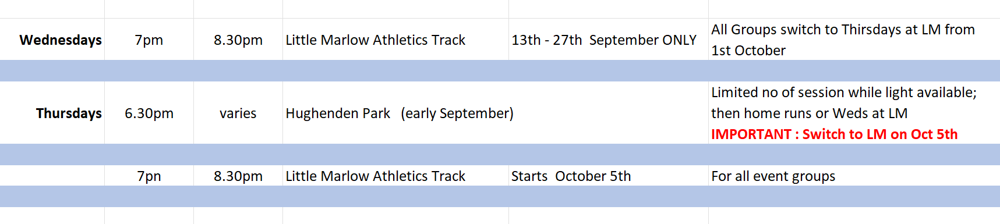 Wednesdays 7pm 8.30pm Little Marlow Athletics Track 13th - 27th September ONLY All Groups switch to Thirsdays at LM from
1st October
Thursdays 6.30pm varies Hughenden Park (early September) Limited no of session while light available;
then home runs or Weds at LM
IMPORTANT : Switch to LM on Oct 5th
7pn 8.30pm Little Marlow Athletics Track Starts October 5th For all event groups